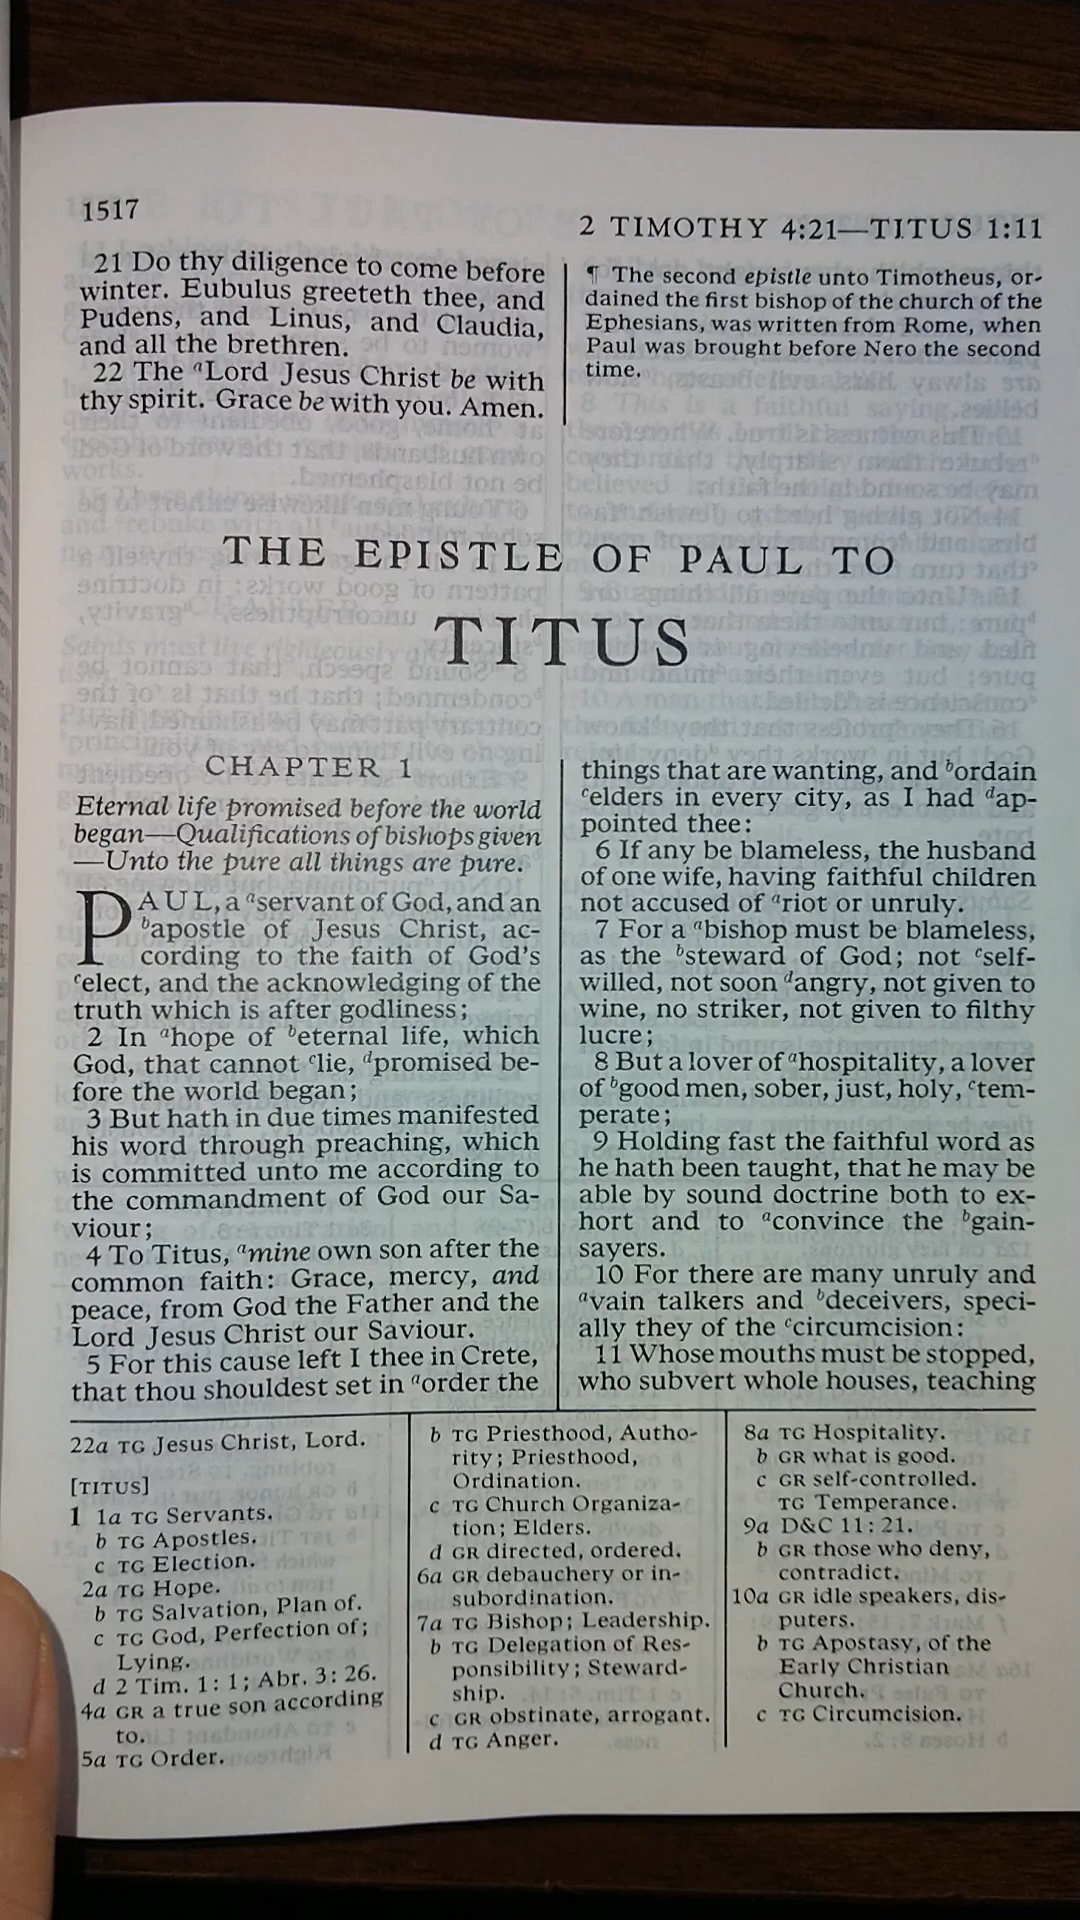 1517
2 TIMOTHY 4:21—TITUS 1:11
21 Do thy diligence to come before
winter. Eubulus greeteth thee, and
Pudens, and Linus, and Claudia,
and all the brethren.
22 The aLord Jesus Christ be with
thy spirit. Grace be with you. Amen.
¶ The second epistle unto Timotheus, or-
dained the first bishop of the church of the
Ephesians, was written from Rome, when
Paul was brought before Nero the second
time.
THE EPISTLE OF PAUL TO
TITUS
CHAPTER 1
Eternal life promised before the world
began—Qualifications of bishops given
—Unto the pure all things are pure.
PAUL, a aservant of God, and an
bapostle of Jesus Christ, ac-
cording to the faith of God's
celect, and the acknowledging of the
truth which is after godliness;
2 In ahope of beternal life, which
God, that cannot clie, dpromised be-
fore the world began;
3 But hath in due times manifested
his word through preaching, which
is committed unto me according to
the commandment of God our Sa-
viour;
4 To Titus, amine own son after the
common faith: Grace, mercy, and
peace, from God the Father and the
Lord Jesus Christ our Saviour.
5 For this cause left I thee in Crete,
that thou shouldest set in aorder the
things that are wanting, and bordain
celders in every city, as I had dap-
pointed thee:
6 If any be blameless, the husband
of one wife, having faithful children
not accused of ariot or unruly.
7 For a abishop must be blameless,
as the bsteward of God; not cself-
willed, not soon dangry, not given to
wine, no striker, not given to filthy
lucre;
8 But a lover of ahospitality, a lover
of bgood men, sober, just, holy, ctem-
perate;
9 Holding fast the faithful word as
he hath been taught, that he may be
able by sound doctrine both to ex-
hort and to aconvince the bgain-
sayers.
10 For there are many unruly and
avain talkers and bdeceivers, speci-
ally they of the ccircumcision:
11 Whose mouths must be stopped,
who subvert whole houses, teaching
22a TG Jesus Christ, Lord.
[TITUS]
1 1a TG Servants.
b TG Apostles.
c TG Election.
2a TG Hope.
b TG Salvation, Plan of.
c TG God, Perfection of;
Lying.
d 2 Tim. 1:1; Abr. 3:26.
4a GR a true son according
to.
5a TG Order.
b TG Priesthood, Autho-
rity; Priesthood,
Ordination.
c TG Church Organiza-
tion; Elders.
d GR directed, ordered.
6a GR debauchery or in-
subordination.
7a TG Bishop; Leadership.
b TG Delegation of Res-
ponsibility; Steward-
ship.
c GR obstinate, arrogant.
d TG Anger.
8a TG Hospitality.
b GR what is good.
c GR self-controlled.
TG Temperance.
9a D&C 11:21.
b GR those who deny,
contradict.
10a GR idle speakers, dis-
puters.
b TG Apostasy, of the
Early Christian
Church.
c TG Circumcision.